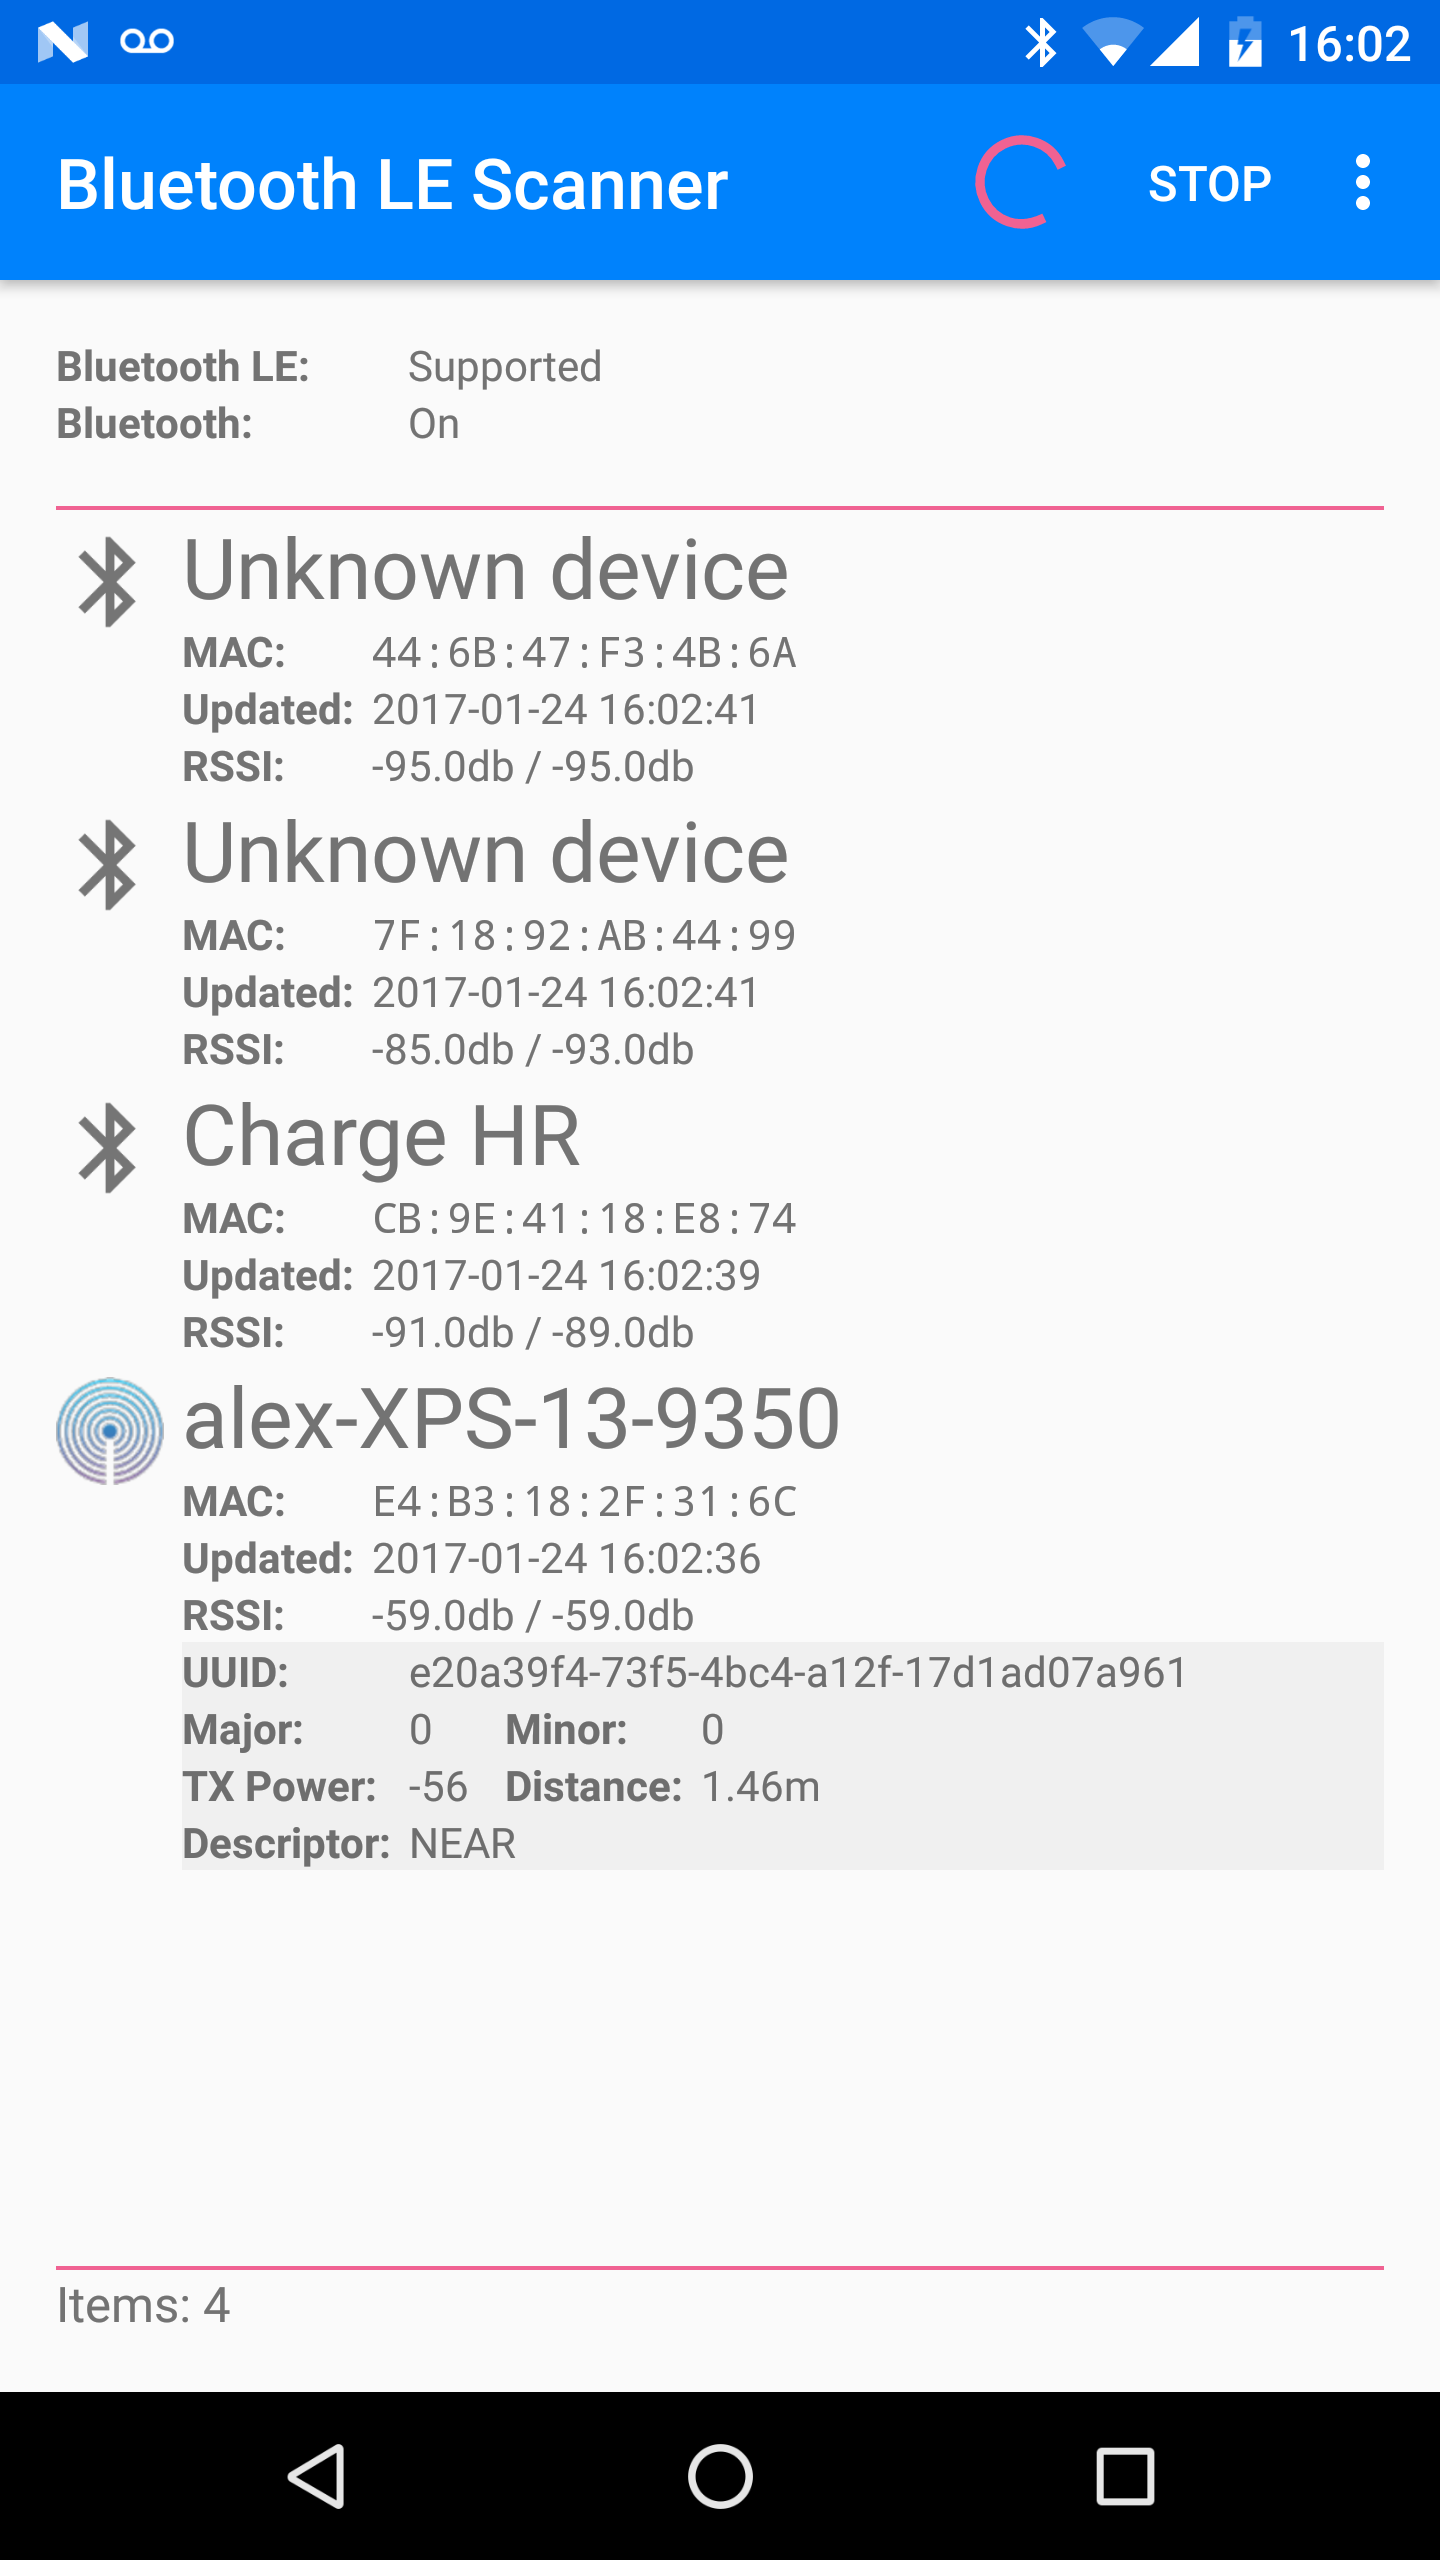 16:02
Bluetooth LE Scanner STOP
Bluetooth LE: Supported
Bluetooth: On
Unknown device
MAC: 44:6B:47:F3:4B:6A
Updated: 2017-01-24 16:02:41
RSSI: -95.0db / -95.0db
Unknown device
MAC: 7F:18:92:AB:44:99
Updated: 2017-01-24 16:02:41
RSSI: -85.0db / -93.0db
Charge HR
MAC: CB:9E:41:18:E8:74
Updated: 2017-01-24 16:02:39
RSSI: -91.0db / -89.0db
alex-XPS-13-9350
MAC: E4:B3:18:2F:31:6C
Updated: 2017-01-24 16:02:36
RSSI: -59.0db / -59.0db
UUID: e20a39f4-73f5-4bc4-a12f-17d1ad07a961
Major: 0 Minor: 0
TX Power: -56 Distance: 1.46m
Descriptor: NEAR
Items: 4